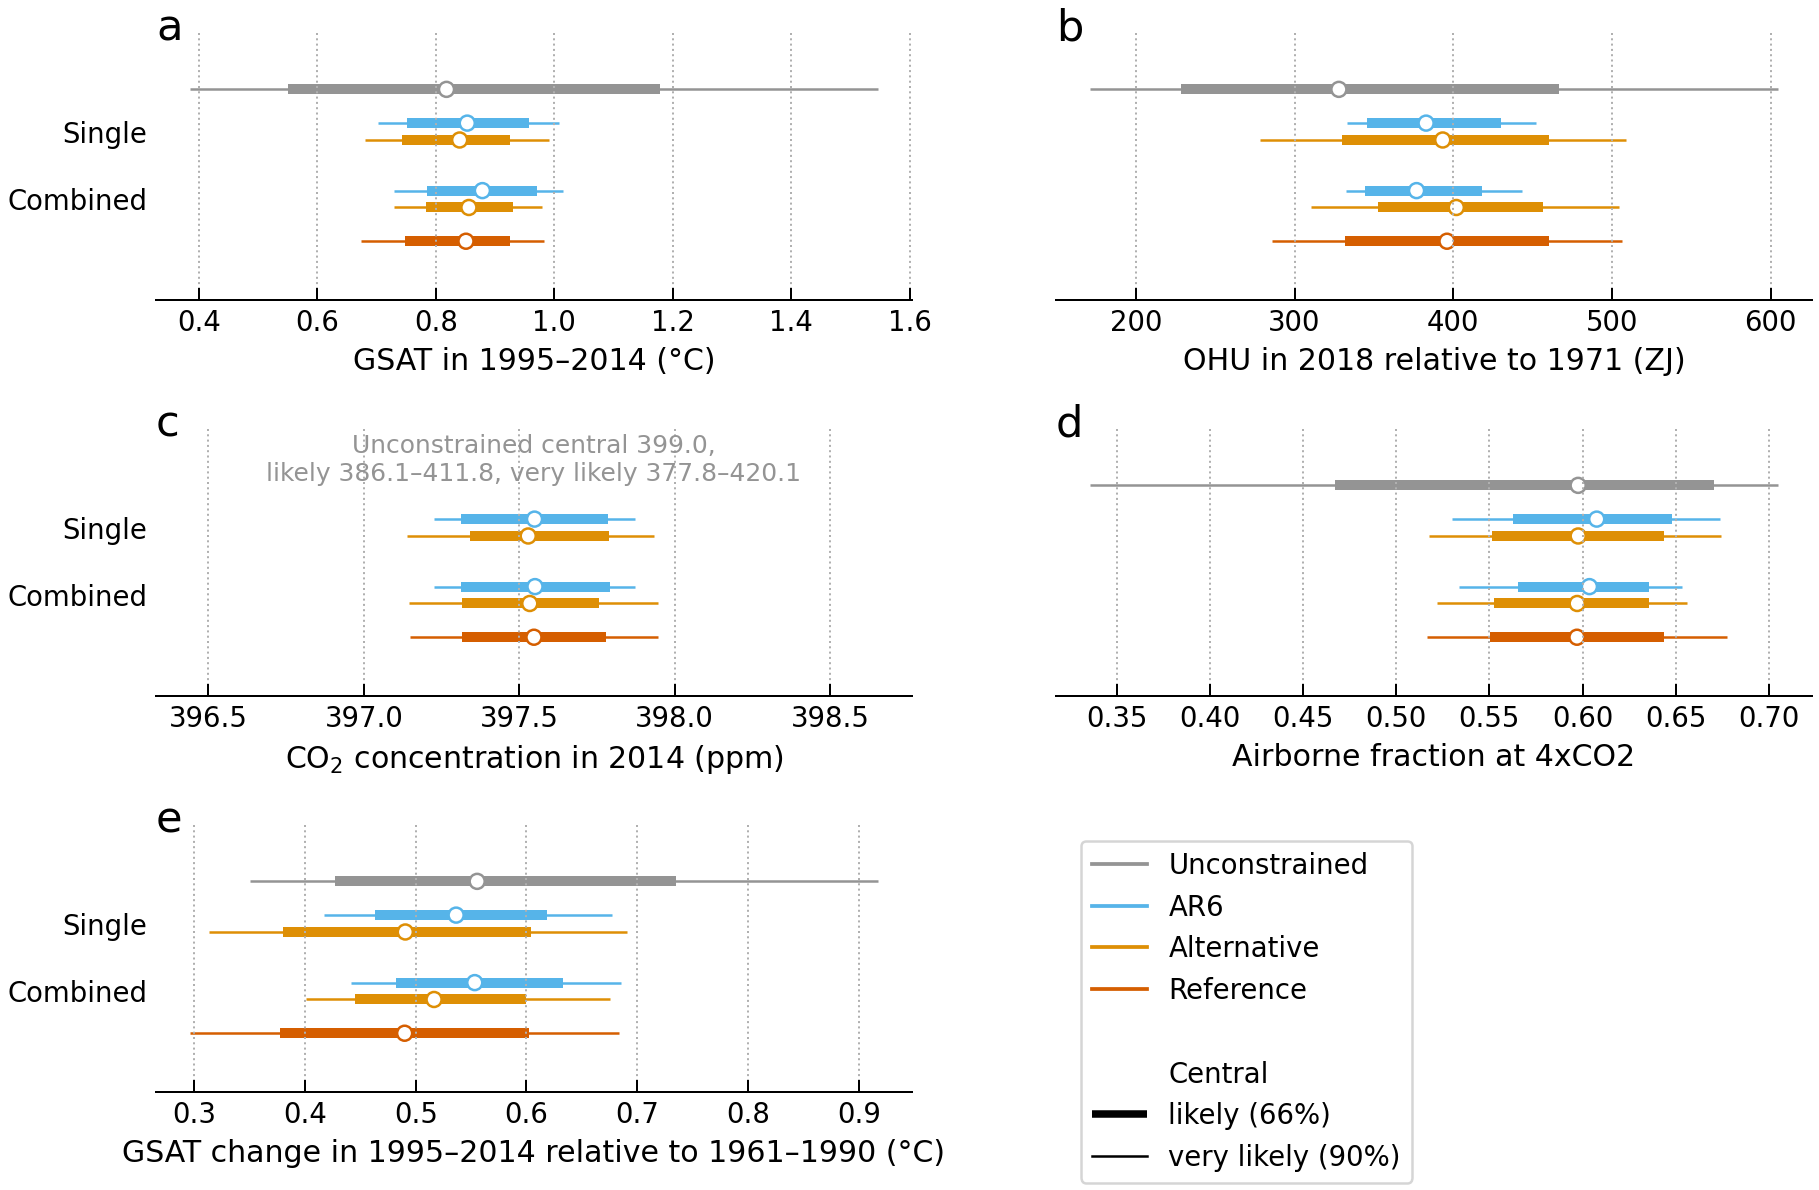 a
Single
Combined
0.4 0.6 0.8 1.0 1.2 1.4 1.6
GSAT in 1995–2014 (°C)
b
200 300 400 500 600
OHU in 2018 relative to 1971 (ZJ)
c
Unconstrained central 399.0,
likely 386.1–411.8, very likely 377.8–420.1
Single
Combined
396.5 397.0 397.5 398.0 398.5
CO₂ concentration in 2014 (ppm)
d
0.35 0.40 0.45 0.50 0.55 0.60 0.65 0.70
Airborne fraction at 4xCO2
e
Single
Combined
0.3 0.4 0.5 0.6 0.7 0.8 0.9
GSAT change in 1995–2014 relative to 1961–1990 (°C)
Unconstrained
AR6
Alternative
Reference
Central
likely (66%)
very likely (90%)